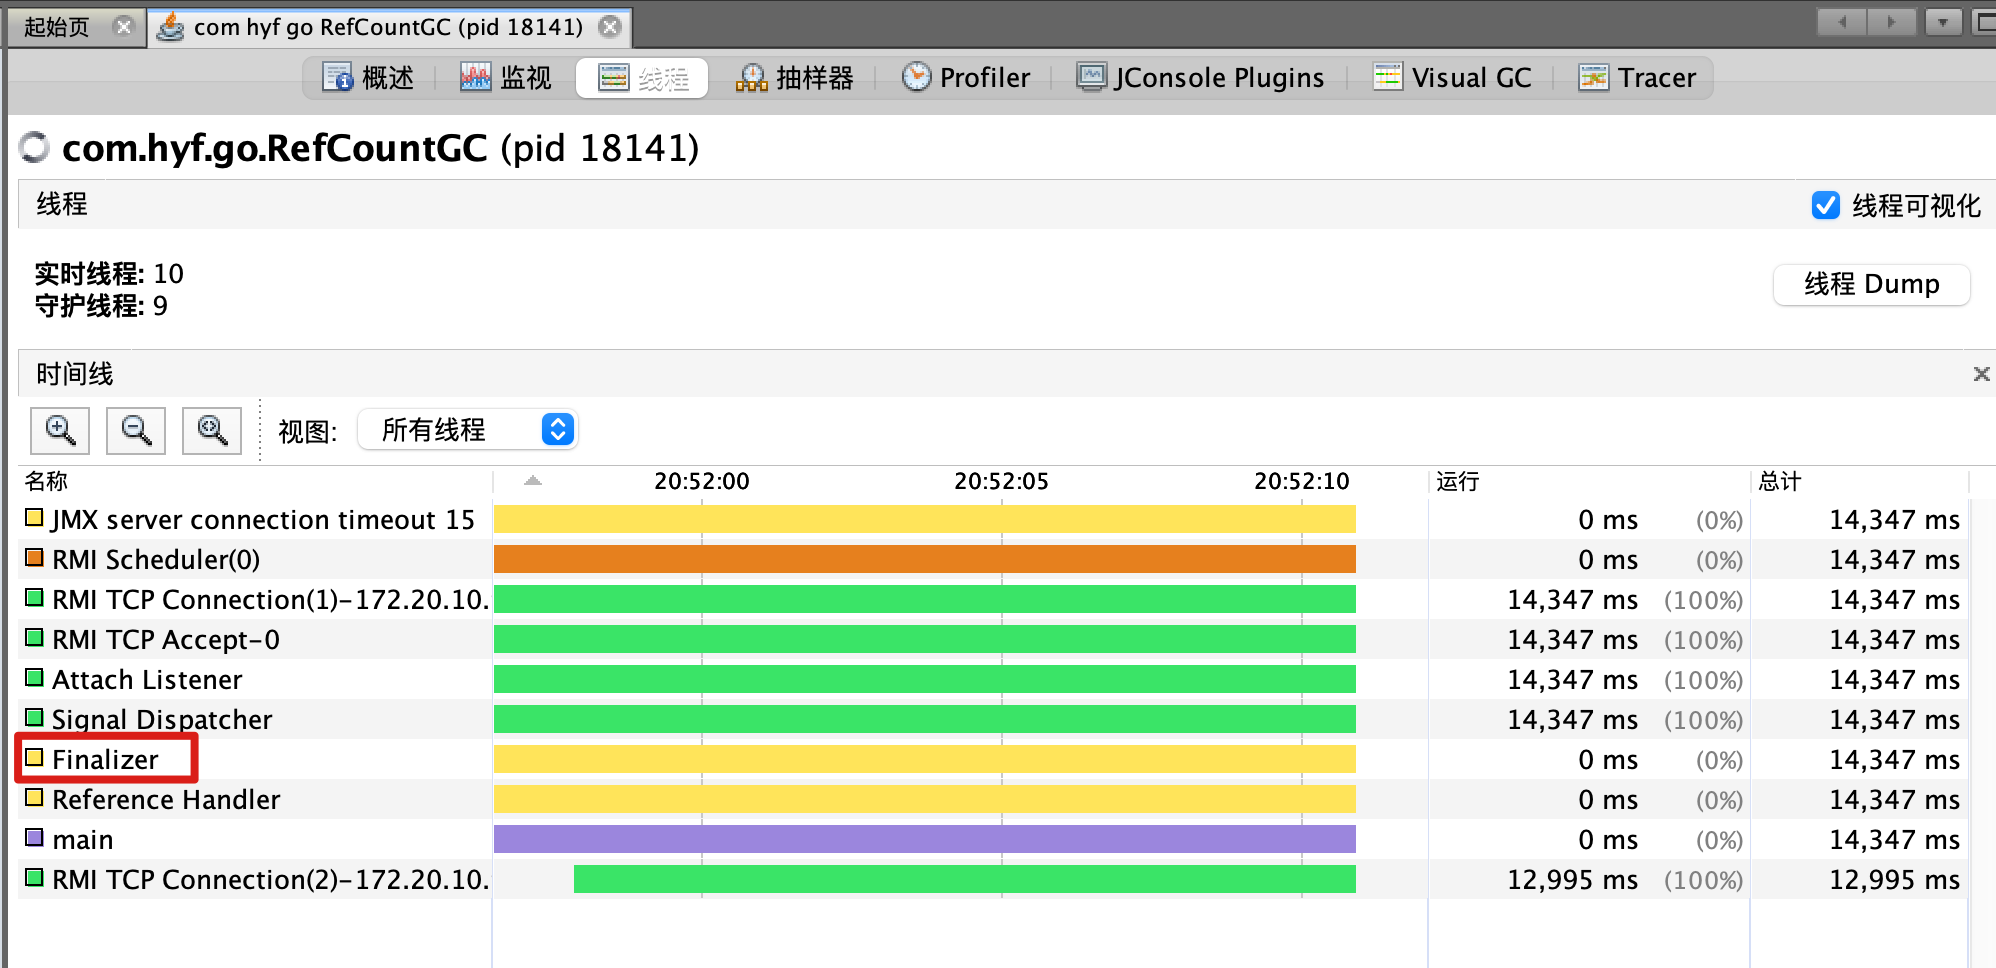 起始页 com hyf go RefCountGC (pid 18141)
概述 监视 线程 抽样器 Profiler JConsole Plugins Visual GC Tracer
com.hyf.go.RefCountGC (pid 18141)
线程 线程可视化
实时线程: 10
守护线程: 9
线程 Dump
时间线
视图: 所有线程
名称 20:52:00 20:52:05 20:52:10 运行 总计
JMX server connection timeout 15 0 ms (0%) 14,347 ms
RMI Scheduler(0) 0 ms (0%) 14,347 ms
RMI TCP Connection(1)-172.20.10. 14,347 ms (100%) 14,347 ms
RMI TCP Accept-0 14,347 ms (100%) 14,347 ms
Attach Listener 14,347 ms (100%) 14,347 ms
Signal Dispatcher 14,347 ms (100%) 14,347 ms
Finalizer 0 ms (0%) 14,347 ms
Reference Handler 0 ms (0%) 14,347 ms
main 0 ms (0%) 14,347 ms
RMI TCP Connection(2)-172.20.10. 12,995 ms (100%) 12,995 ms